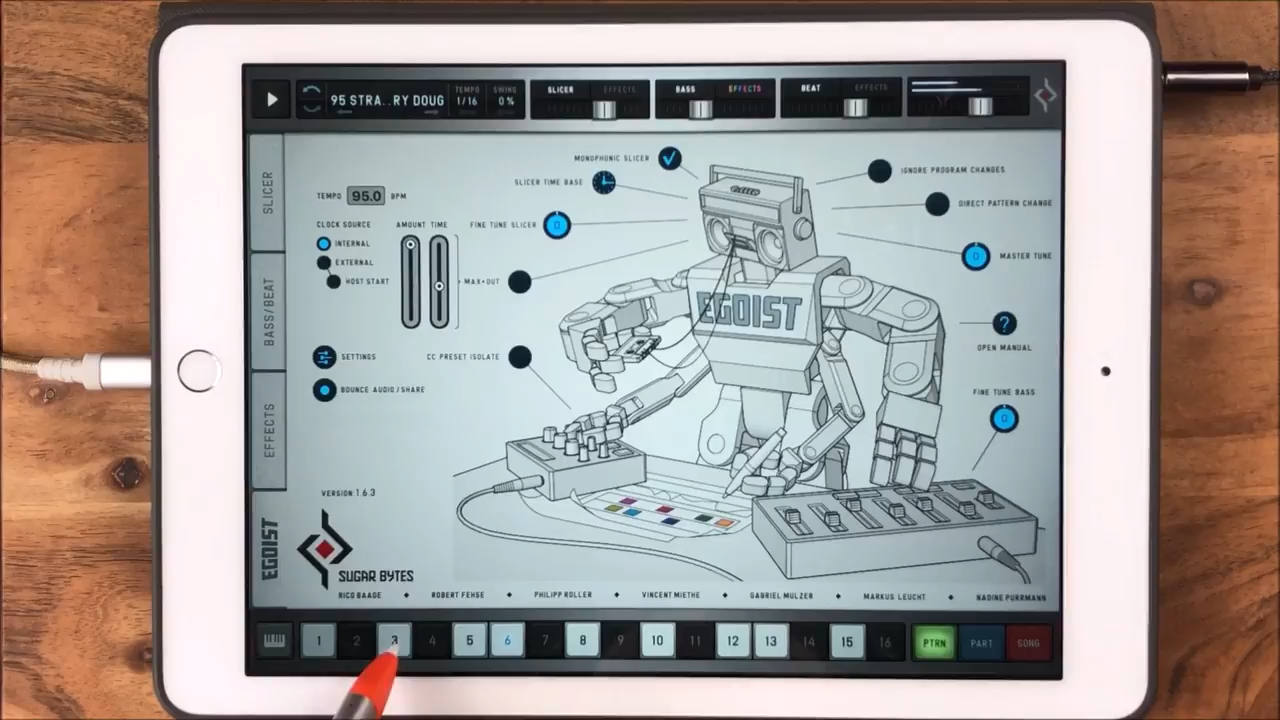 SLICER EFFECTS
BASS EFFECTS
BEAT EFFECTS
95 STRA..RY DOUG
TEMPO
1/16
SWING
0 %
SLICER
BASS/BEAT
EFFECTS
EGOIST
TEMPO 95.0 BPM
CLOCK SOURCE
INTERNAL
EXTERNAL
HOST START
AMOUNT TIME
MAX-OUT
SETTINGS
BOUNCE AUDIO/SHARE
MONOPHONIC SLICER
SLICER TIME BASE
FINE TUNE SLICER
0
CC PRESET ISOLATE
IGNORE PROGRAM CHANGES
DIRECT PATTERN CHANGE
0
MASTER TUNE
?
OPEN MANUAL
FINE TUNE BASS
0
EGOIST
VERSION 1.6.3
SUGAR BYTES
RICO BAADE ROBERT FEHSE PHILIPP ROLLER VINCENT MIETHE GABRIEL MULZER MARKUS LEUCHT NADINE PURRMANN
1 2 3 4 5 6 7 8 9 10 11 12 13 14 15 16 PTRN PART SONG